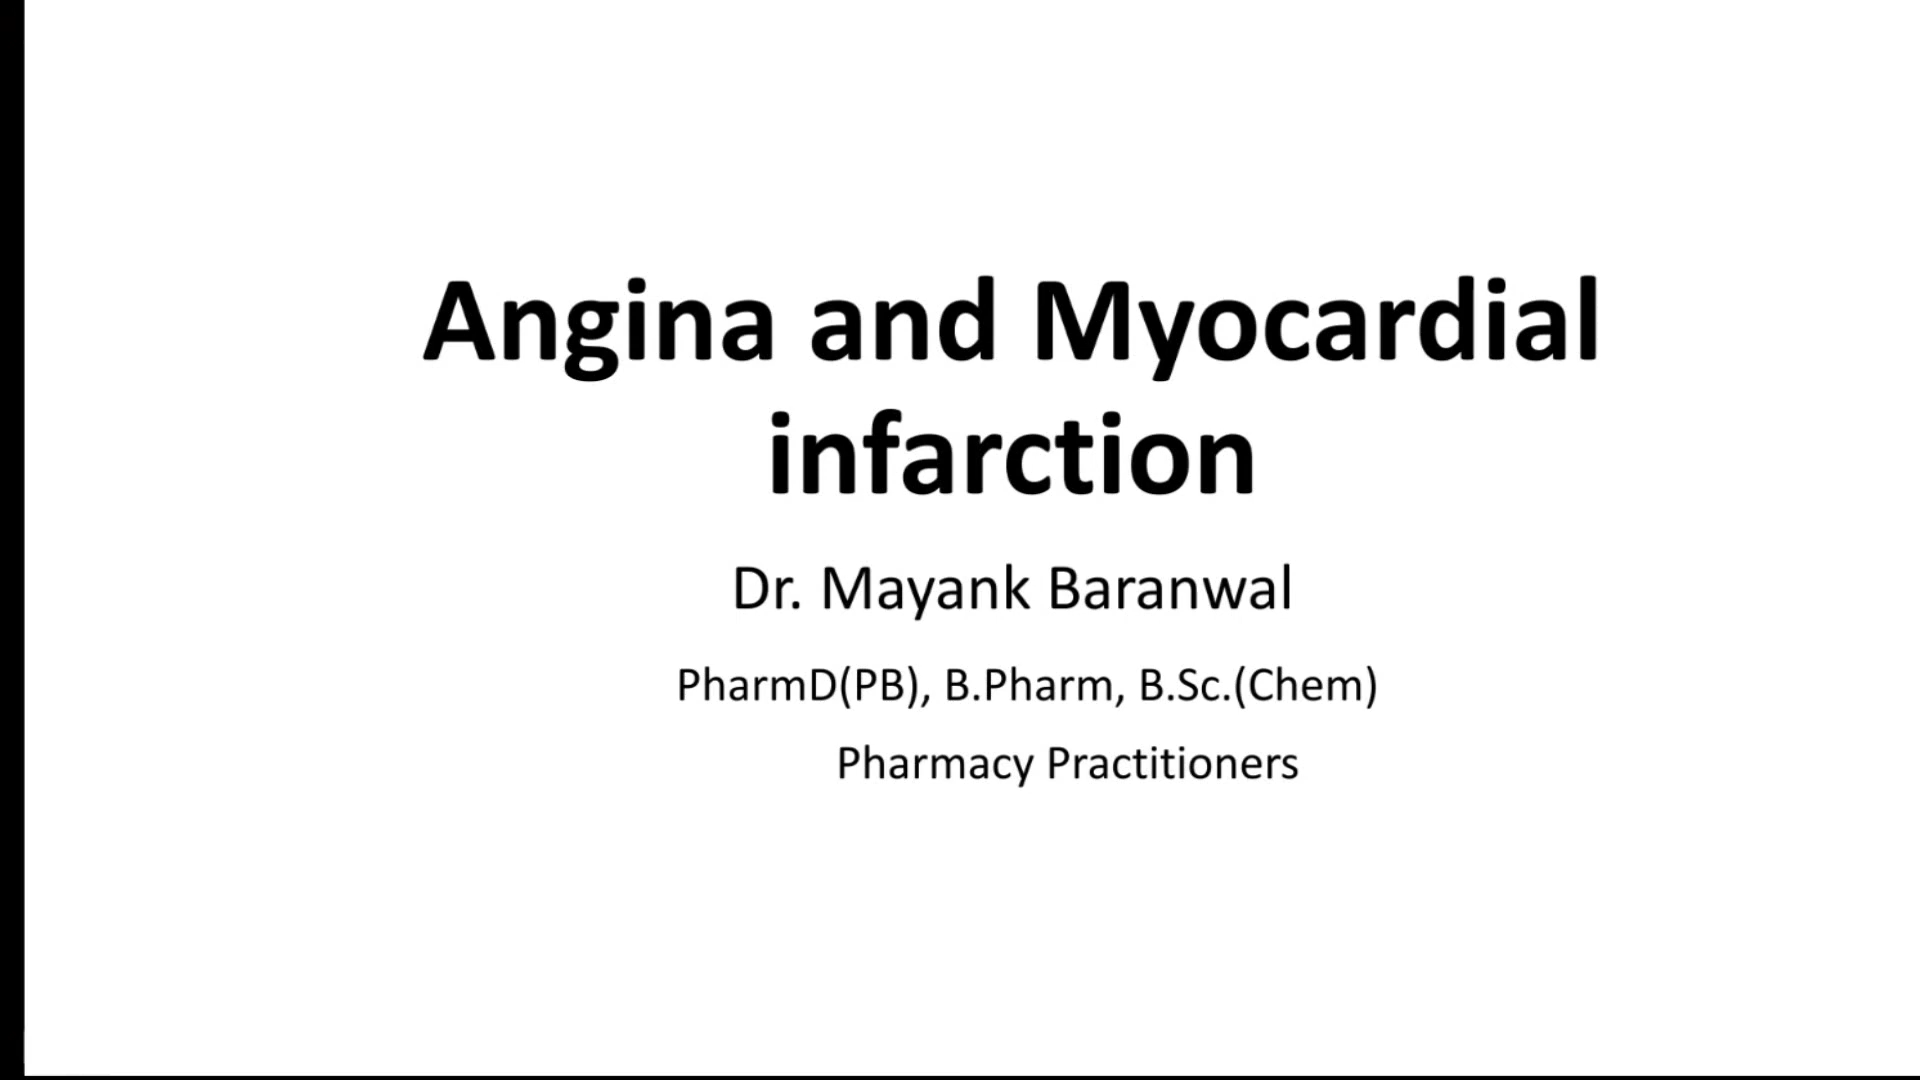 Angina and Myocardial
infarction
Dr. Mayank Baranwal
PharmD(PB), B.Pharm, B.Sc.(Chem)
Pharmacy Practitioners